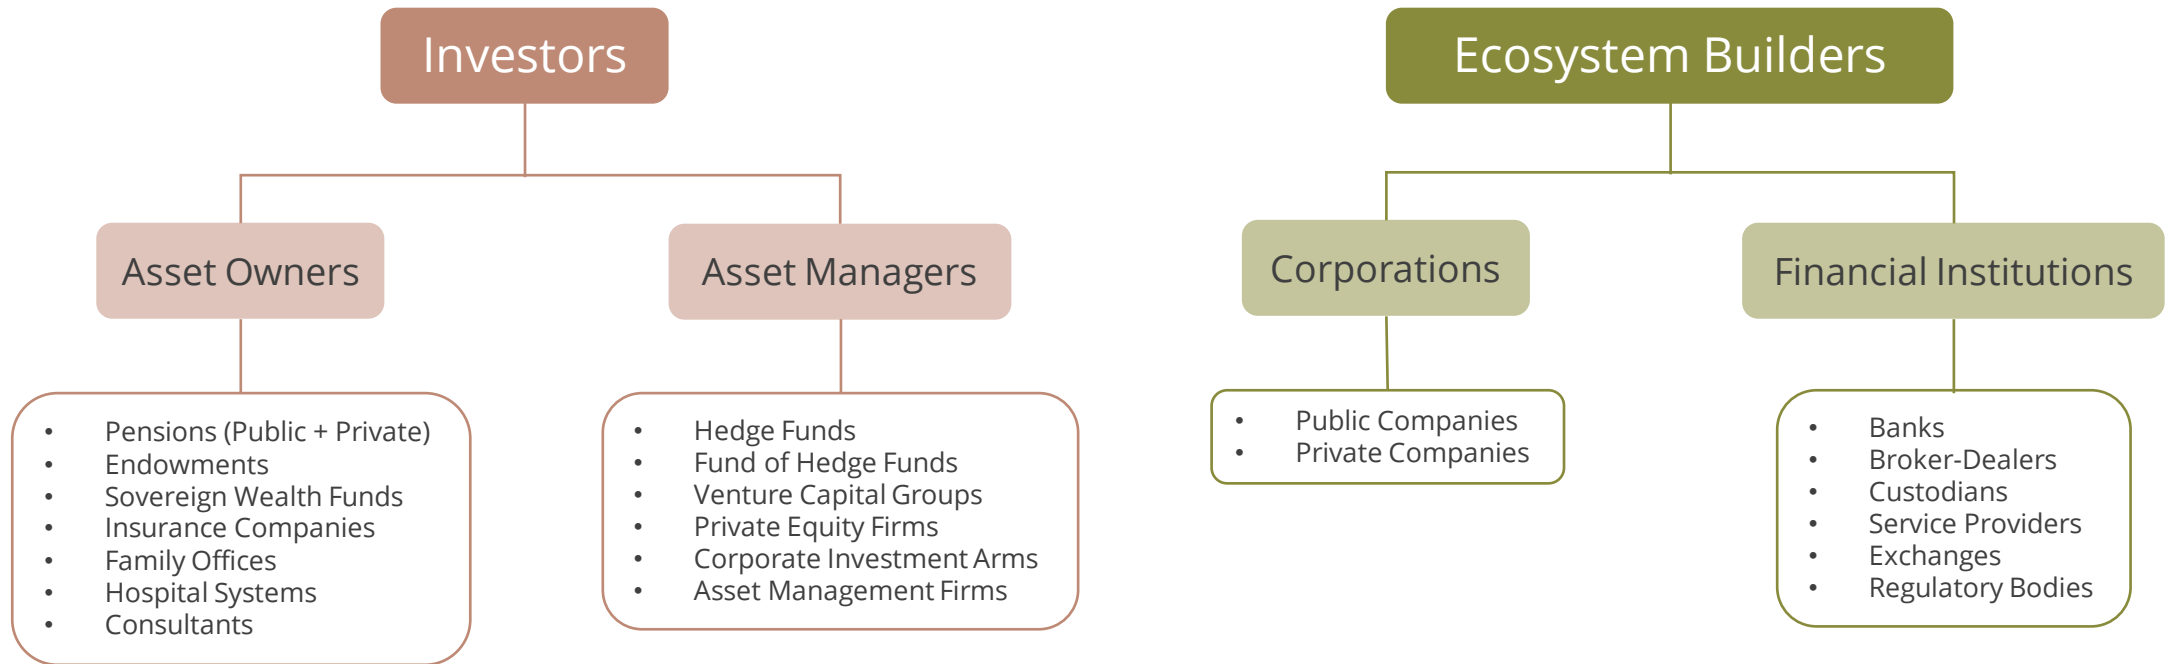 Investors
Ecosystem Builders
Asset Owners
Asset Managers
Corporations
Financial Institutions
• Pensions (Public + Private)
• Endowments
• Sovereign Wealth Funds
• Insurance Companies
• Family Offices
• Hospital Systems
• Consultants
• Hedge Funds
• Fund of Hedge Funds
• Venture Capital Groups
• Private Equity Firms
• Corporate Investment Arms
• Asset Management Firms
• Public Companies
• Private Companies
• Banks
• Broker-Dealers
• Custodians
• Service Providers
• Exchanges
• Regulatory Bodies